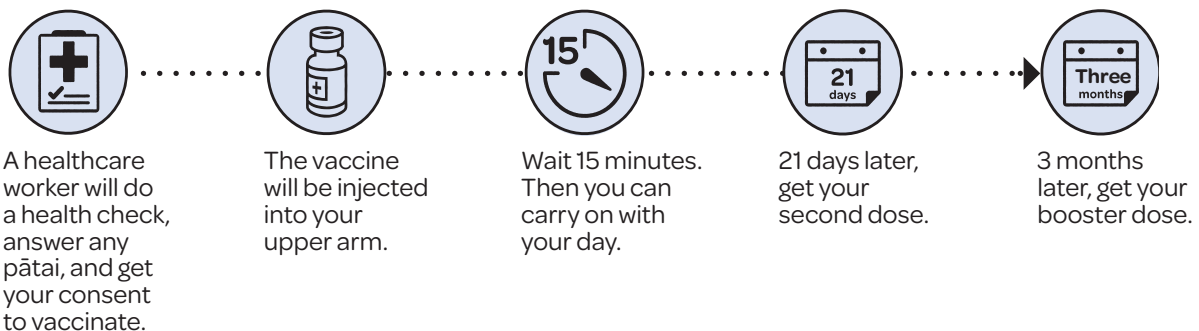 15
21
days
Three
months
A healthcare
worker will do
a health check,
answer any
pātai, and get
your consent
to vaccinate.
The vaccine
will be injected
into your
upper arm.
Wait 15 minutes.
Then you can
carry on with
your day.
21 days later,
get your
second dose.
3 months
later, get your
booster dose.